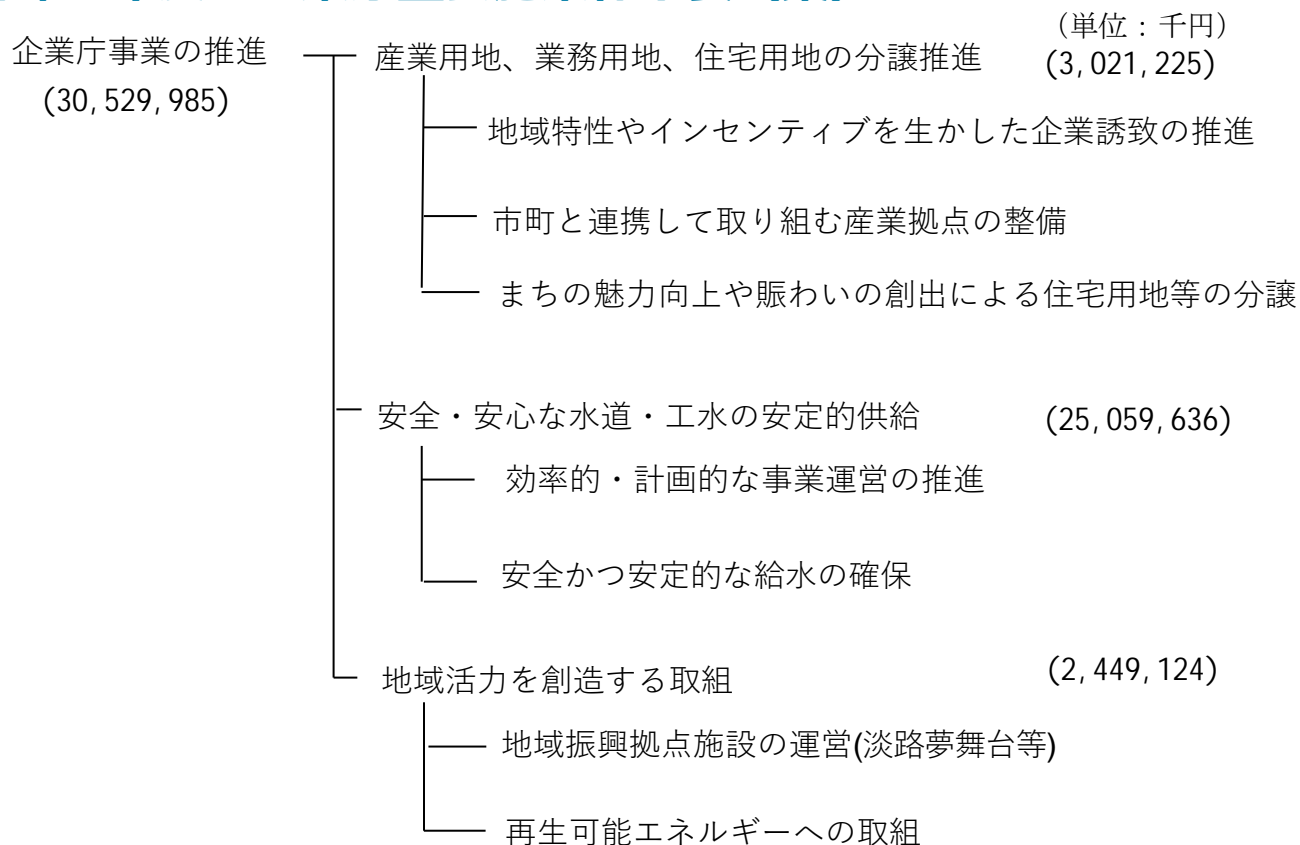 (単位：千円)
企業庁事業の推進
(30,529,985)
産業用地、業務用地、住宅用地の分譲推進
(3,021,225)
地域特性やインセンティブを生かした企業誘致の推進
市町と連携して取り組む産業拠点の整備
まちの魅力向上や賑わいの創出による住宅用地等の分譲
安全・安心な水道・工水の安定的供給
(25,059,636)
効率的・計画的な事業運営の推進
安全かつ安定的な給水の確保
地域活力を創造する取組
(2,449,124)
地域振興拠点施設の運営(淡路夢舞台等)
再生可能エネルギーへの取組